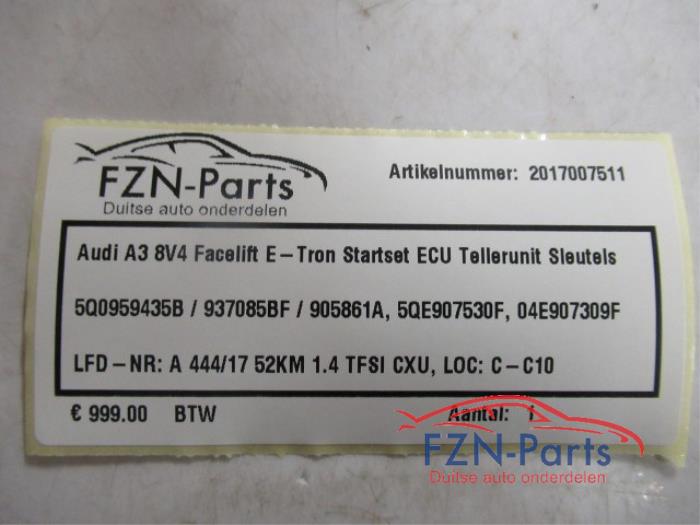 FZN-Parts
Duitse auto onderdelen
Artikelnummer: 2017007511
Audi A3 8V4 Facelift E-Tron Startset ECU Tellerunit Sleutels
5Q0959435B / 937085BF / 905861A, 5QE907530F, 04E907309F
LFD-NR: A 444/17 52KM 1.4 TFSI CXU, LOC: C-C10
€ 999.00 BTW Aantal: 1
FZN-Parts
Duitse auto onderdelen